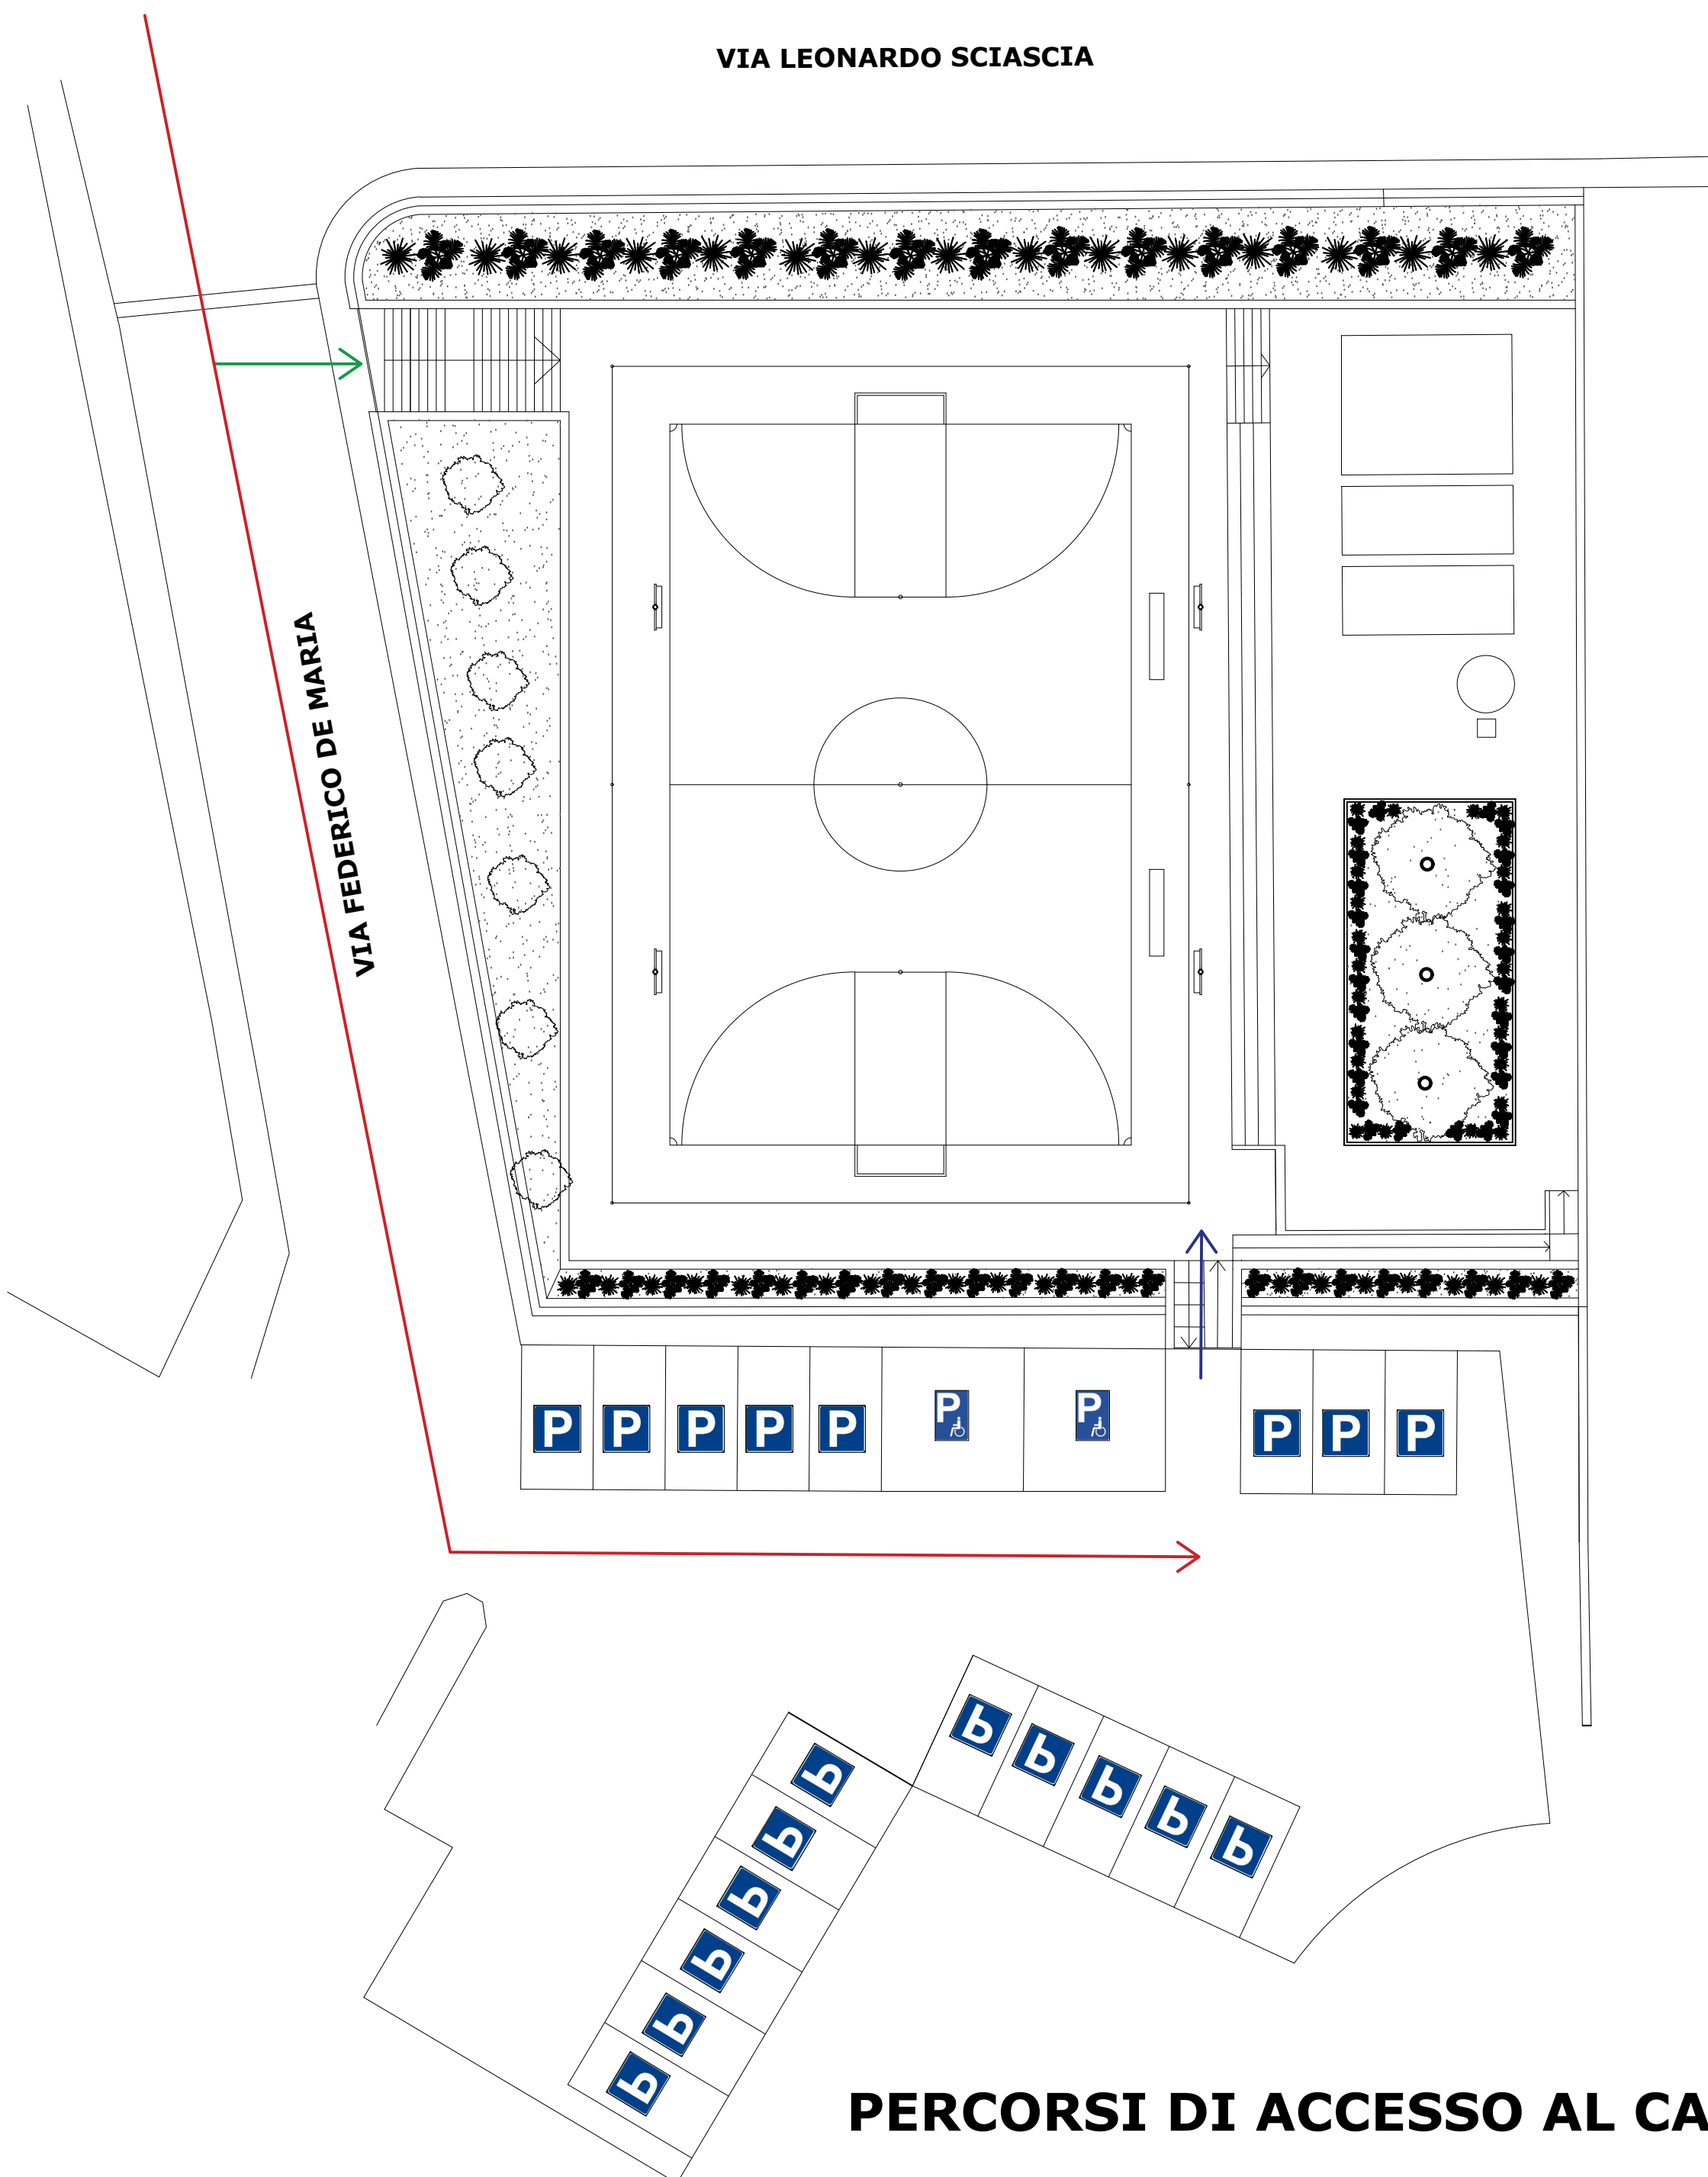 VIA LEONARDO SCIASCIA
VIA FEDERICO DE MARIA
P P P P P P P P P P
P P P P P
P P P P P P
PERCORSI DI ACCESSO AL CA